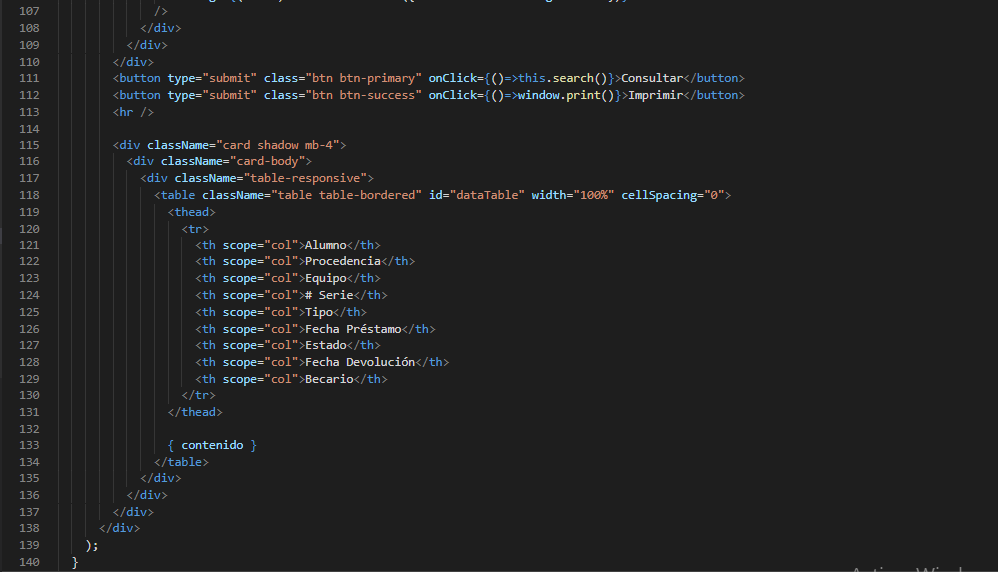 107 />
108 </div>
109 </div>
110 </div>
111 <button type="submit" class="btn btn-primary" onClick={()=>this.search()}>Consultar</button>
112 <button type="submit" class="btn btn-success" onClick={()=>window.print()}>Imprimir</button>
113 <hr />
114
115 <div className="card shadow mb-4">
116 <div className="card-body">
117 <div className="table-responsive">
118 <table className="table table-bordered" id="dataTable" width="100%" cellSpacing="0">
119 <thead>
120 <tr>
121 <th scope="col">Alumno</th>
122 <th scope="col">Procedencia</th>
123 <th scope="col">Equipo</th>
124 <th scope="col"># Serie</th>
125 <th scope="col">Tipo</th>
126 <th scope="col">Fecha Préstamo</th>
127 <th scope="col">Estado</th>
128 <th scope="col">Fecha Devolución</th>
129 <th scope="col">Becario</th>
130 </tr>
131 </thead>
132
133 { contenido }
134 </table>
135 </div>
136 </div>
137 </div>
138 </div>
139 );
140 }